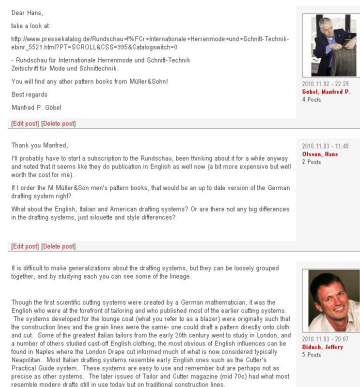 Dear Hans,
take a look at:
http://www.pressekatalog.de/Rundschau+f%FCr+Internationale+Herrenmode+und+Schnitt-Technik-
ebinr_5521.html?PT=SCROLL&CSS=995&Catalogswitch=0
- Rundschau für Internationale Herrenmode und Schnitt-Technik
Zeitschrift für Mode und Schnittechnik.
You will find any other pattern books from Müller&Sohn!
Best regards
Manfred P. Göbel
2010.11.02 - 22:25
Göbel, Manfred P.
4 Posts
[Edit post] [Delete post]
Thank you Manfred,
I'll probably have to start a subscription to the Rundschau, been thinking about it for a while anyway
and noted that it seems like they do publication in English as well now (a bit more expensive but well
worth the cost for me).
If I order the M Müller&Son men's pattern books, that would be an up to date version of the German
drafting system right?
What about the English, Italian and American drafting systems? Or are there not any big differences
in the drafting systems, just silouette and style differences?
2010.11.03 - 11:45
Olsson, Hans
2 Posts
[Edit post] [Delete post]
It is difficult to make generalizations about the drafting systems, but they can be loosely grouped
together, and by studying each you can see some of the lineage.
Though the first scientific cutting systems were created by a German mathematician, it was the
English who were at the forefront of tailoring and who published most of the earlier cutting systems.
The systems developed for the lounge coat (what you refer to as a blazer) were originally such that
the construction lines and the grain lines were the same- one could draft a pattern directly onto cloth
and cut. Some of the greatest Italian tailors from the early 20th century went to study in London, and
a number of others studied cast-off English clothing; the most obvious of English influences can be
found in Naples where the London Drape cut informed much of what is now considered typically
Neapolitan. Most Italian drafting systems resemble early English ones such as the Cutter's
Practical Guide system. These systems are easy to use and remember but are perhaps not as
precise as other systems. The later issues of Tailor and Cutter magazine (mid 70s) had what most
resemble modern drafts still in use today but on traditional construction lines.
2010.11.03 - 20:07
Diduch, Jeffery
5 Posts